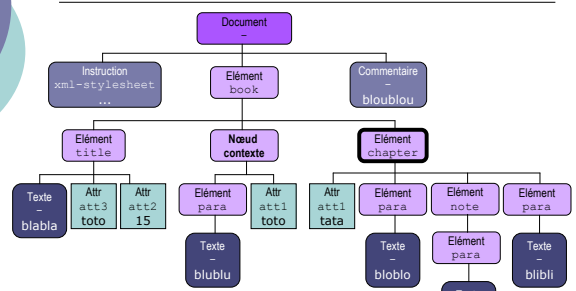 Document
–
Instruction
xml-stylesheet
...
Elément
book
Commentaire
–
bloublou
Elément
title
Nœud
contexte
Elément
chapter
Texte
–
blabla
Attr
att3
toto
Attr
att2
15
Elément
para
Attr
att1
toto
Attr
att1
tata
Elément
para
Elément
note
Elément
para
Texte
–
blublu
Texte
–
bloblo
Elément
para
Texte
–
blibli